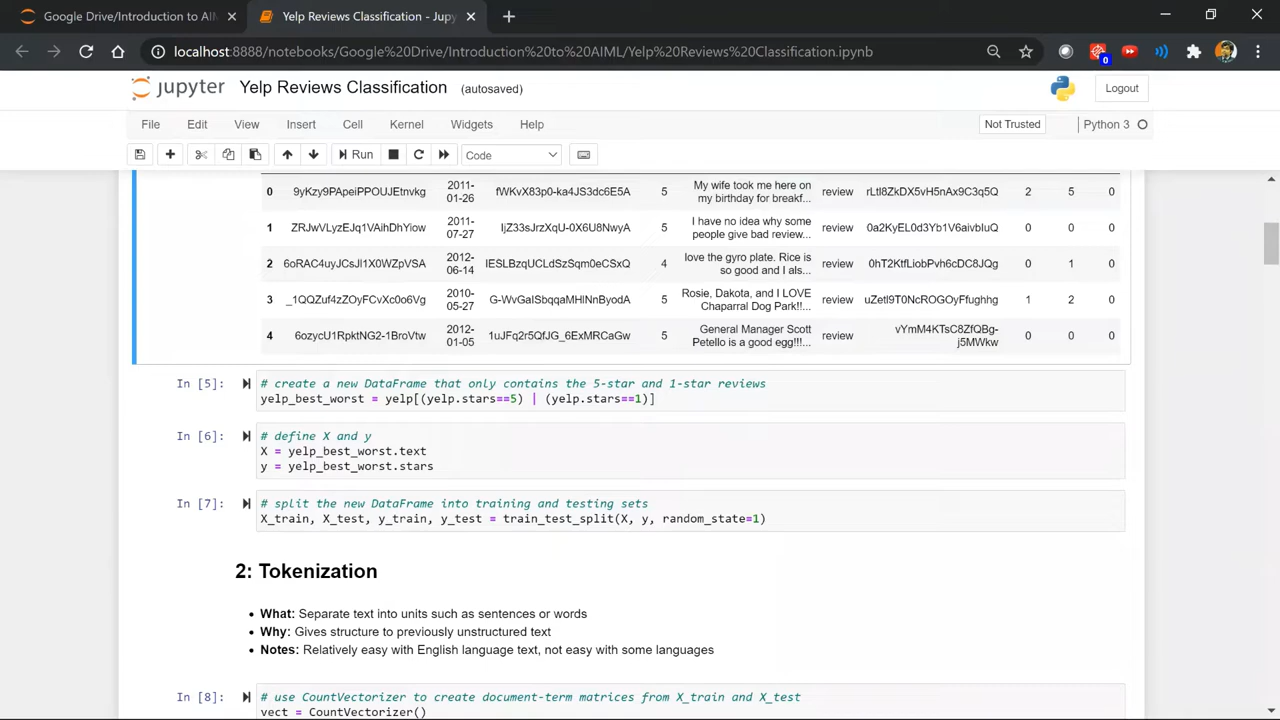 Google Drive/Introduction to AIM
Yelp Reviews Classification - Jup
localhost:8888/notebooks/Google%20Drive/Introduction%20to%20AIML/Yelp%20Reviews%20Classification.ipynb
0
jupyter Yelp Reviews Classification (autosaved)
Logout
File Edit View Insert Cell Kernel Widgets Help
Not Trusted
Python 3
Run
Code
0 9yKzy9PApeiPPOUJEtnvkg 2011-01-26 fWKvX83p0-ka4JS3dc6E5A 5 My wife took me here on my birthday for breakf... review rLtl8ZkDX5vH5nAx9C3q5Q 2 5 0
1 ZRJwVLyzEJq1VAihDhYiow 2011-07-27 IjZ33sJrzXqU-0X6U8NwyA 5 I have no idea why some people give bad review... review 0a2KyEL0d3Yb1V6aivbIuQ 0 0 0
2 6oRAC4uyJCsJl1X0WZpVSA 2012-06-14 IESLBzqUCLdSzSqm0eCSxQ 4 love the gyro plate. Rice is so good and I als... review 0hT2KtfLiobPvh6cDC8JQg 0 1 0
3 _1QQZuf4zZOyFCvXc0o6Vg 2010-05-27 G-WvGaISbqqaMHlNnByodA 5 Rosie, Dakota, and I LOVE Chaparral Dog Park!!... review uZetl9T0NcROGOyFfughhg 1 2 0
4 6ozycU1RpktNG2-1BroVtw 2012-01-05 1uJFq2r5QfJG_6ExMRCaGw 5 General Manager Scott Petello is a good egg!!!... review vYmM4KTsC8ZfQBg-j5MWkw 0 0 0
In [5]:
# create a new DataFrame that only contains the 5-star and 1-star reviews
yelp_best_worst = yelp[(yelp.stars==5) | (yelp.stars==1)]
In [6]:
# define X and y
X = yelp_best_worst.text
y = yelp_best_worst.stars
In [7]:
# split the new DataFrame into training and testing sets
X_train, X_test, y_train, y_test = train_test_split(X, y, random_state=1)
2: Tokenization
• What: Separate text into units such as sentences or words
• Why: Gives structure to previously unstructured text
• Notes: Relatively easy with English language text, not easy with some languages
In [8]:
# use CountVectorizer to create document-term matrices from X_train and X_test
vect = CountVectorizer()